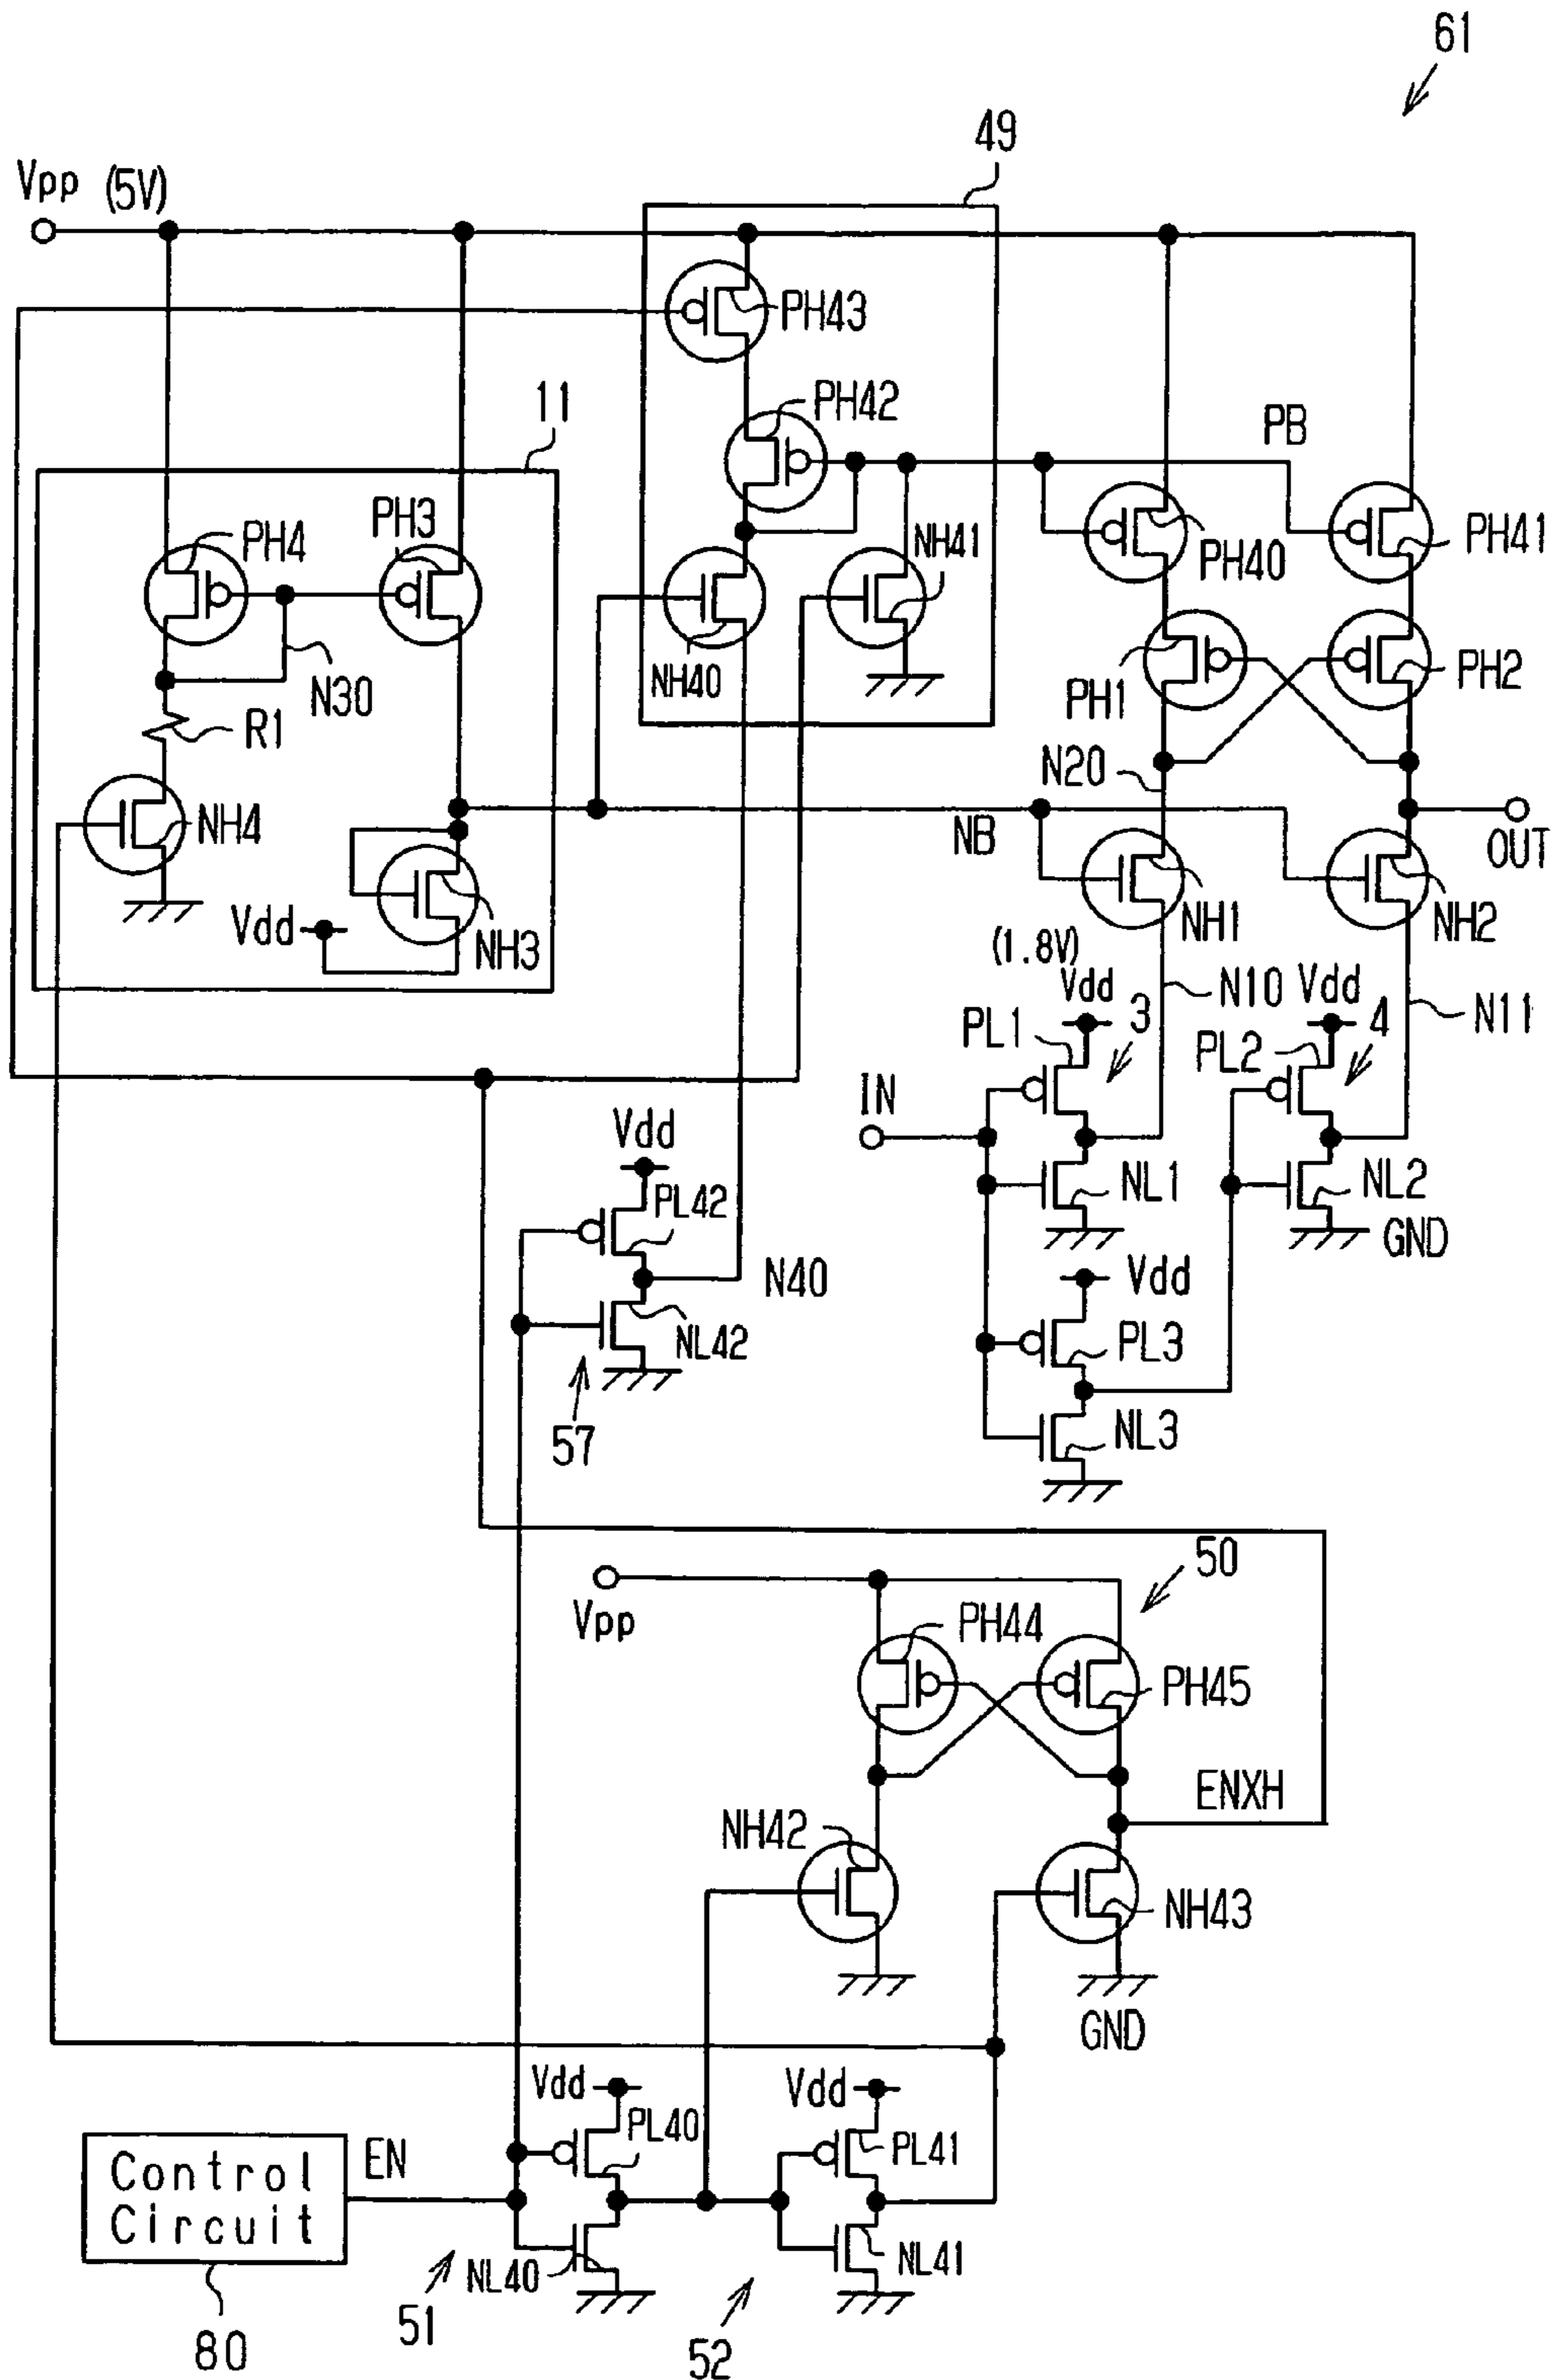 61
49
Vpp (5V)
PH43
11
PH42
PB
PH4
PH3
NH41
PH40
PH41
NH40
N30
PH1
PH2
R1
N20
NH4
NB
OUT
Vdd
NH3
NH1
NH2
(1.8V)
Vdd
N10
Vdd
N11
PL1
3
PL2
4
IN
Vdd
PL42
NL1
NL2
GND
N40
Vdd
NL42
PL3
57
NL3
50
Vpp
PH44
PH45
ENXH
NH42
NH43
GND
Vdd
PL40
Vdd
PL41
EN
Control
Circuit
NL40
NL41
80
51
52